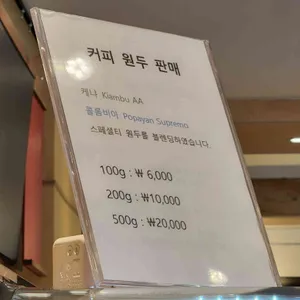 커피 원두 판매
케냐 Kiambu AA
콜롬비아 Popayan Supremo
스페셜티 원두를 블렌딩하였습니다.
100g : ₩ 6,000
200g : ₩10,000
500g : ₩20,000